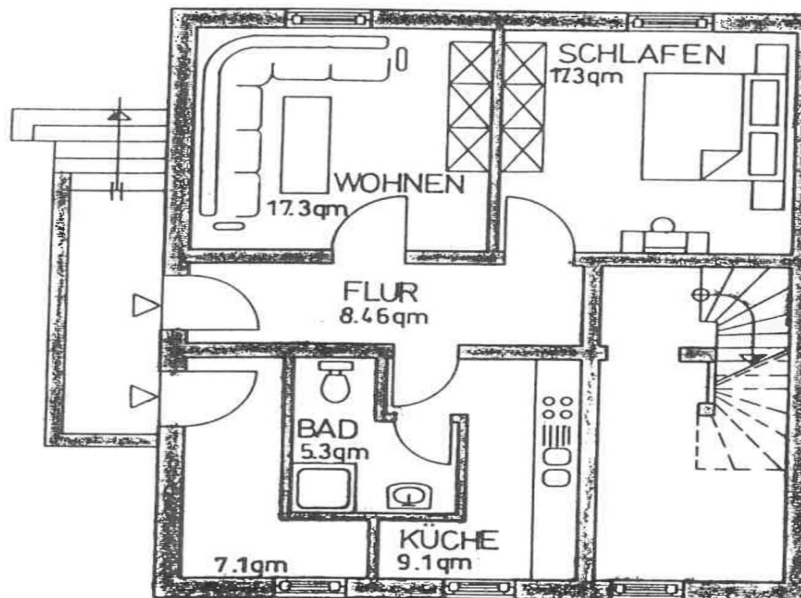 SCHLAFEN
17.3qm
WOHNEN
17.3qm
FLUR
8.46qm
BAD
5.3qm
KÜCHE
9.1qm
7.1qm